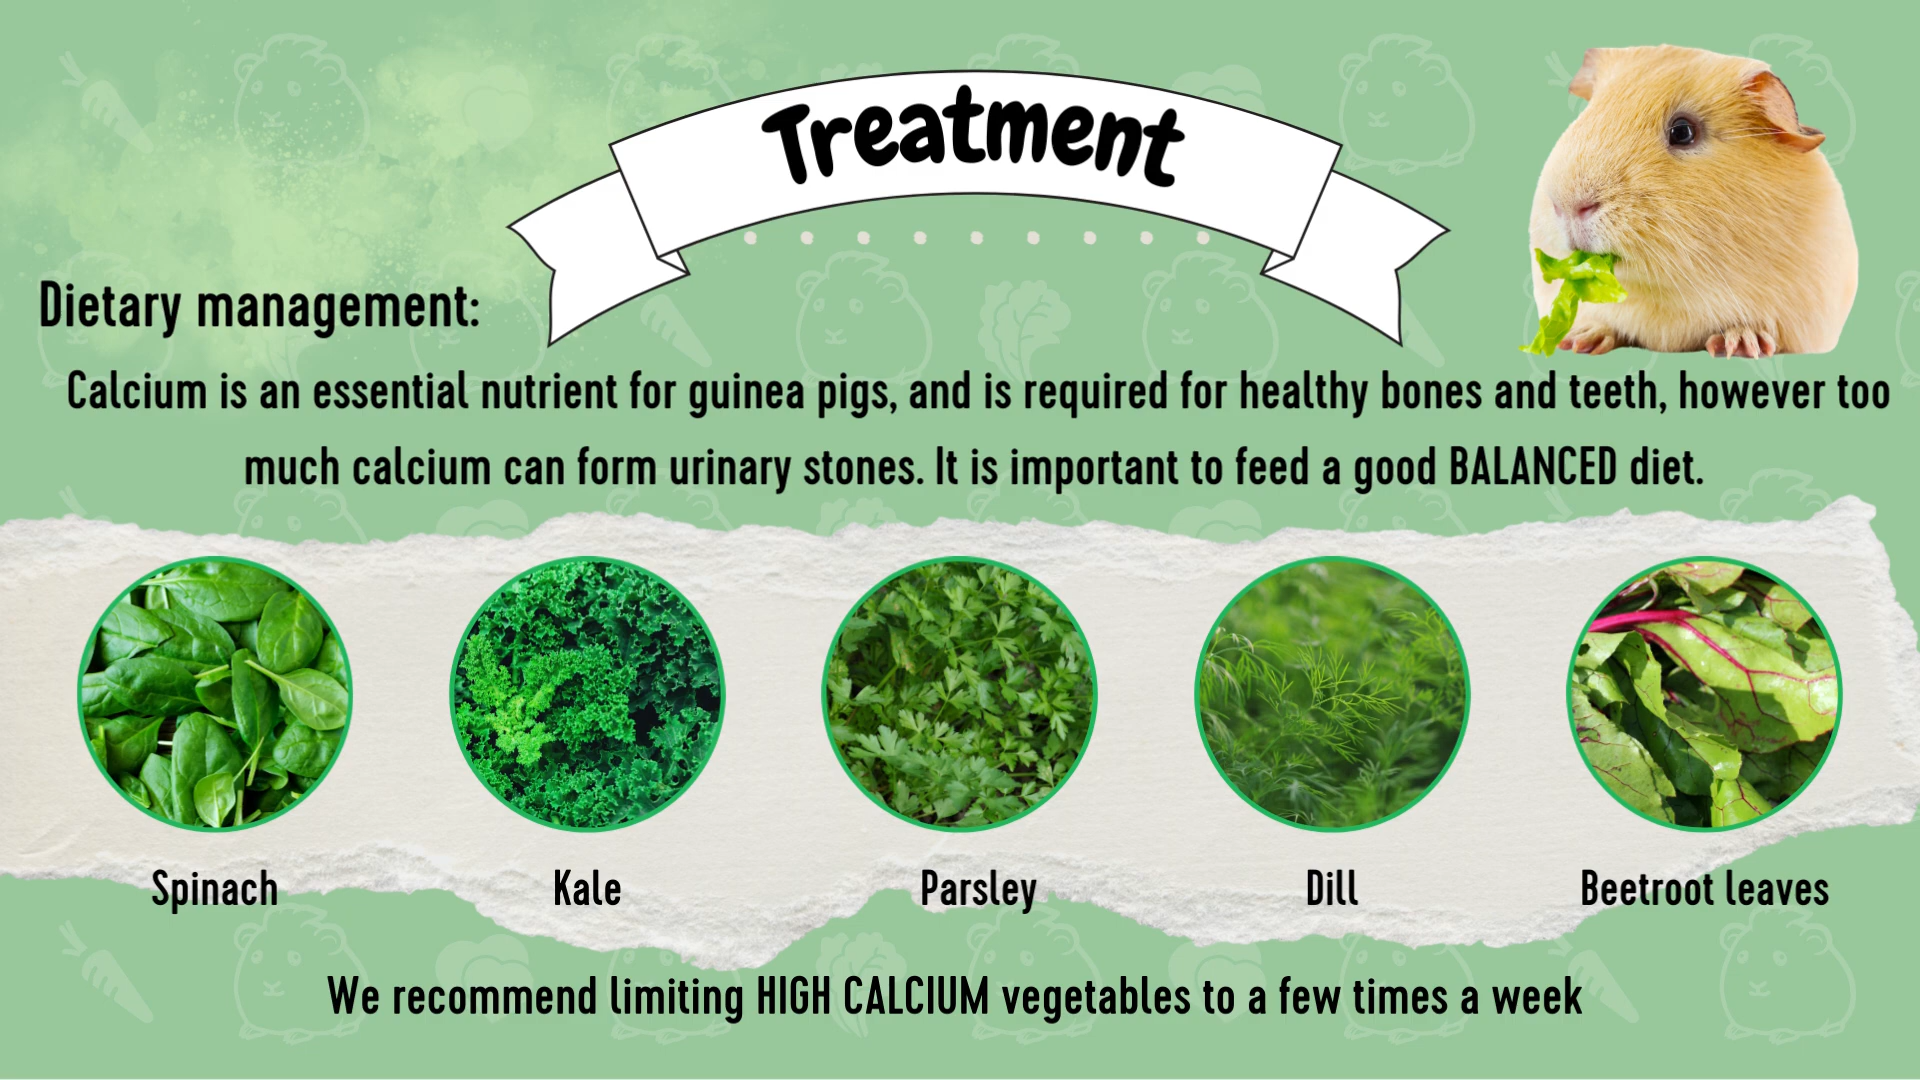 Treatment
Dietary management:
Calcium is an essential nutrient for guinea pigs, and is required for healthy bones and teeth, however too
much calcium can form urinary stones. It is important to feed a good BALANCED diet.
Spinach
Kale
Parsley
Dill
Beetroot leaves
We recommend limiting HIGH CALCIUM vegetables to a few times a week